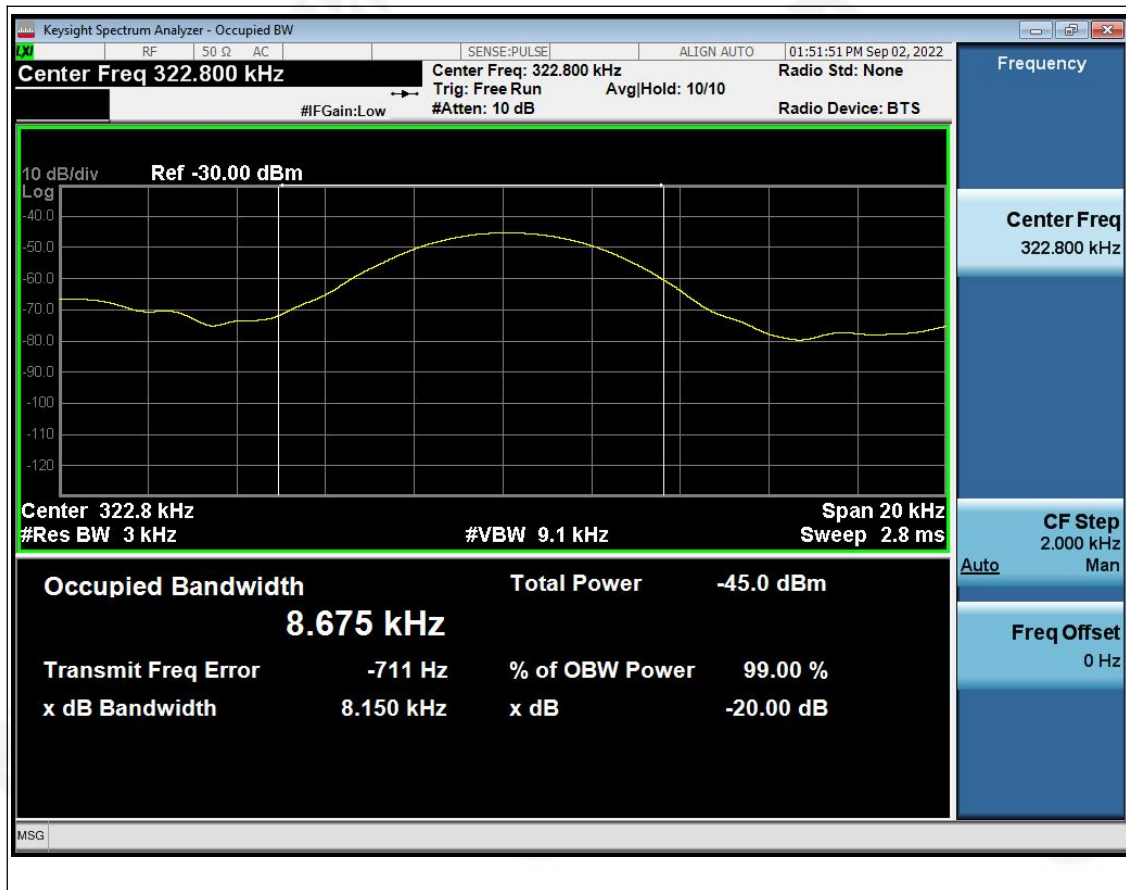 Keysight Spectrum Analyzer - Occupied BW
LXI RF 50 Ω AC SENSE:PULSE ALIGN AUTO 01:51:51 PM Sep 02, 2022
Center Freq 322.800 kHz
Center Freq: 322.800 kHz Radio Std: None
Trig: Free Run Avg|Hold: 10/10
#IFGain:Low #Atten: 10 dB Radio Device: BTS
10 dB/div Ref -30.00 dBm
Log
-40.0
-50.0
-60.0
-70.0
-80.0
-90.0
-100
-110
-120
Center 322.8 kHz Span 20 kHz
#Res BW 3 kHz #VBW 9.1 kHz Sweep 2.8 ms
Occupied Bandwidth Total Power -45.0 dBm
8.675 kHz
Transmit Freq Error -711 Hz % of OBW Power 99.00 %
x dB Bandwidth 8.150 kHz x dB -20.00 dB
MSG
Frequency
Center Freq
322.800 kHz
CF Step
2.000 kHz
Auto Man
Freq Offset
0 Hz